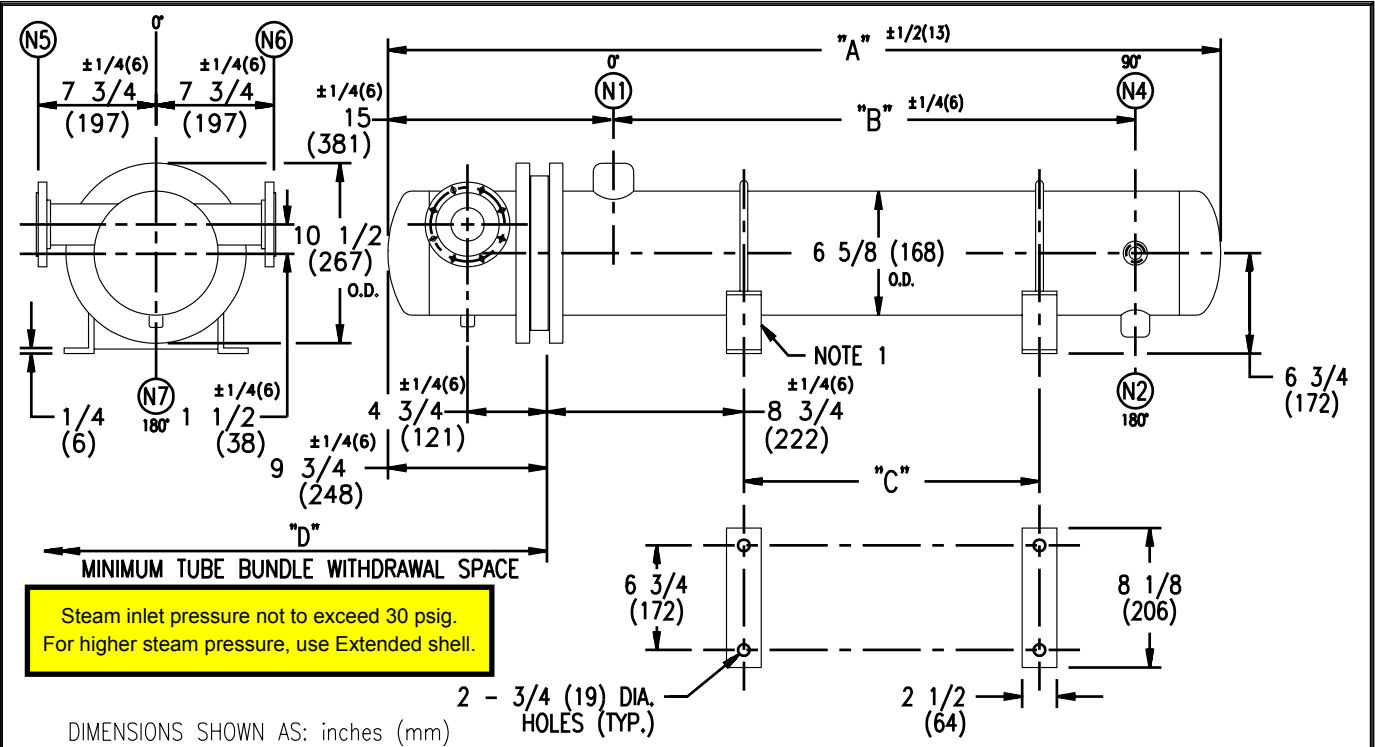 N5
0°
N6
±1/4(6)
7 3/4
(197)
±1/4(6)
7 3/4
(197)
"A" ±1/2(13)
±1/4(6)
15
(381)
0°
N1
"B" ±1/4(6)
90°
N4
10 1/2
(267)
O.D.
6 5/8 (168)
O.D.
NOTE 1
6 3/4
(172)
N2
180°
1/4
(6)
N7
180°
±1/4(6)
1 1/2
(38)
±1/4(6)
4 3/4
(121)
±1/4(6)
8 3/4
(222)
±1/4(6)
9 3/4
(248)
"C"
"D"
MINIMUM TUBE BUNDLE WITHDRAWAL SPACE
Steam inlet pressure not to exceed 30 psig.
For higher steam pressure, use Extended shell.
6 3/4
(172)
8 1/8
(206)
2 - 3/4 (19) DIA.
HOLES (TYP.)
2 1/2
(64)
DIMENSIONS SHOWN AS: inches (mm)